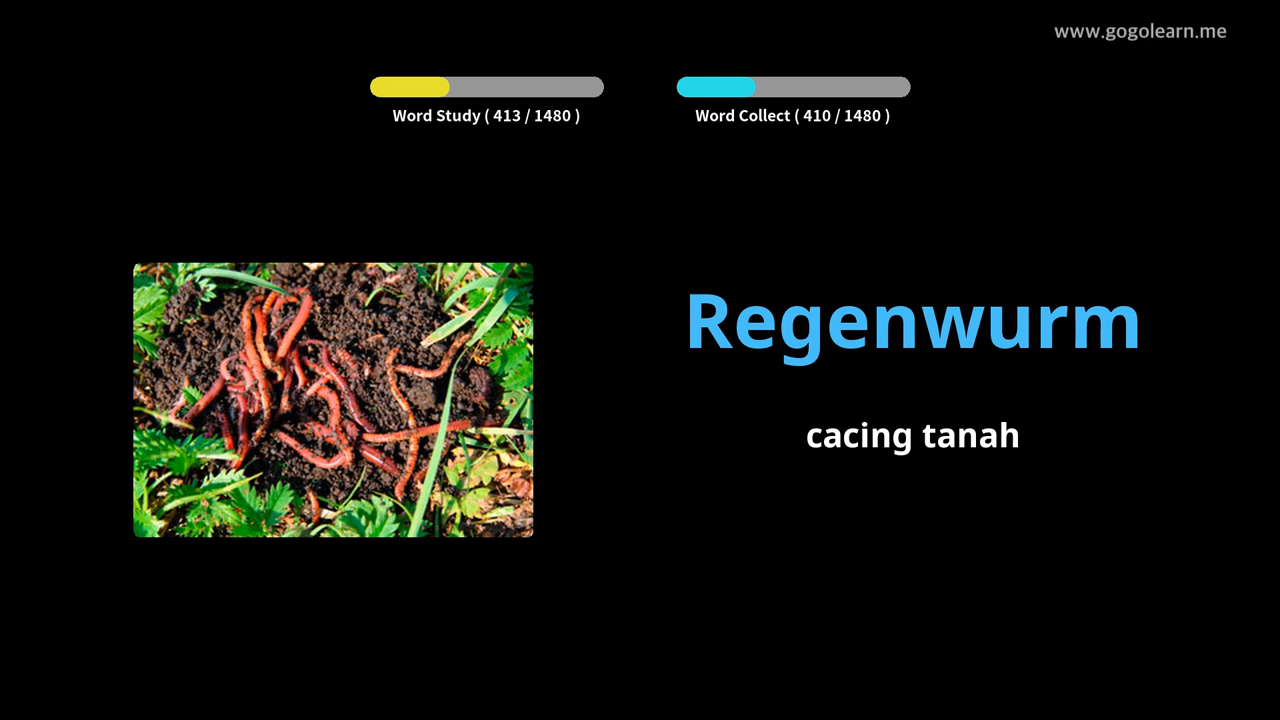 www.gogolearn.me
Word Study ( 413 / 1480 )
Word Collect ( 410 / 1480 )
Regenwurm
cacing tanah